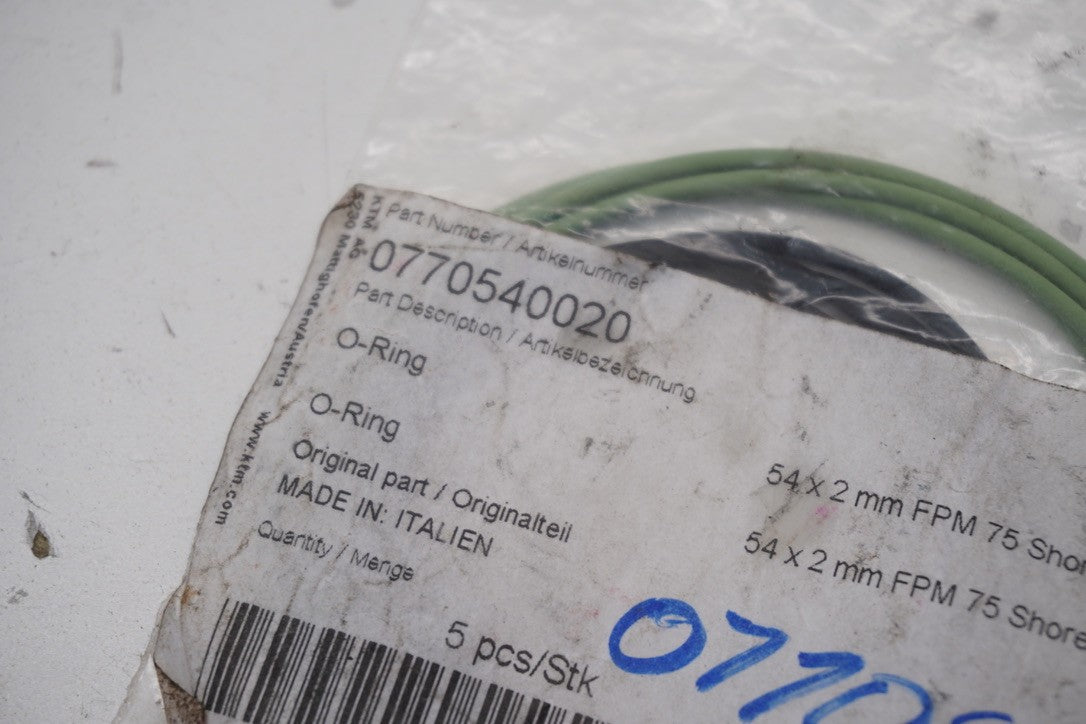 KTM AG
5230 Mattighofen/Austria
www.ktm.com
Part Number / Artikelnummer
0770540020
Part Description / Artikelbezeichnung
O-Ring
54 x 2 mm FPM 75 Shor
O-Ring
54 x 2 mm FPM 75 Shore
Original part / Originalteil
MADE IN: ITALIEN
Quantity / Menge
5 pcs/Stk